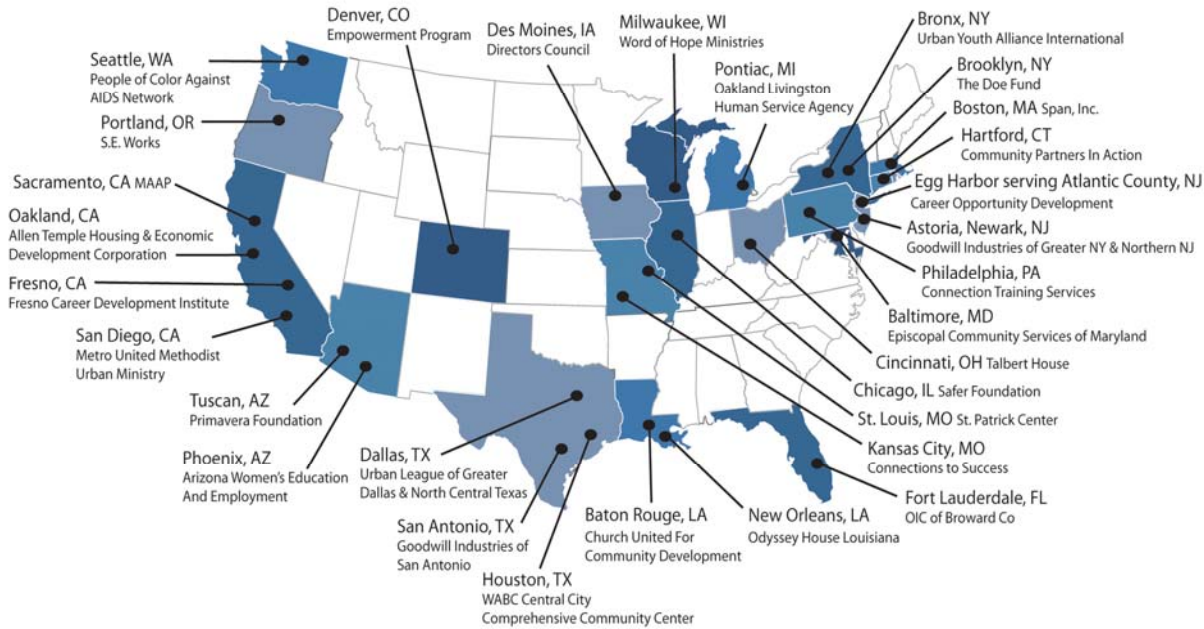 Denver, CO
Empowerment Program
Des Moines, IA
Directors Council
Milwaukee, WI
Word of Hope Ministries
Pontiac, MI
Oakland Livingston
Human Service Agency
Bronx, NY
Urban Youth Alliance International
Brooklyn, NY
The Doe Fund
Boston, MA Span, Inc.
Hartford, CT
Community Partners In Action
Egg Harbor serving Atlantic County, NJ
Career Opportunity Development
Astoria, Newark, NJ
Goodwill Industries of Greater NY & Northern NJ
Philadelphia, PA
Connection Training Services
Baltimore, MD
Episcopal Community Services of Maryland
Cincinnati, OH Talbert House
Chicago, IL Safer Foundation
St. Louis, MO St. Patrick Center
Kansas City, MO
Connections to Success
Fort Lauderdale, FL
OIC of Broward Co
Seattle, WA
People of Color Against
AIDS Network
Portland, OR
S.E. Works
Sacramento, CA MAAP
Oakland, CA
Allen Temple Housing & Economic
Development Corporation
Fresno, CA
Fresno Career Development Institute
San Diego, CA
Metro United Methodist
Urban Ministry
Tuscan, AZ
Primavera Foundation
Phoenix, AZ
Arizona Women's Education
And Employment
Dallas, TX
Urban League of Greater
Dallas & North Central Texas
San Antonio, TX
Goodwill Industries of
San Antonio
Houston, TX
WABC Central City
Comprehensive Community Center
Baton Rouge, LA
Church United For
Community Development
New Orleans, LA
Odyssey House Louisiana